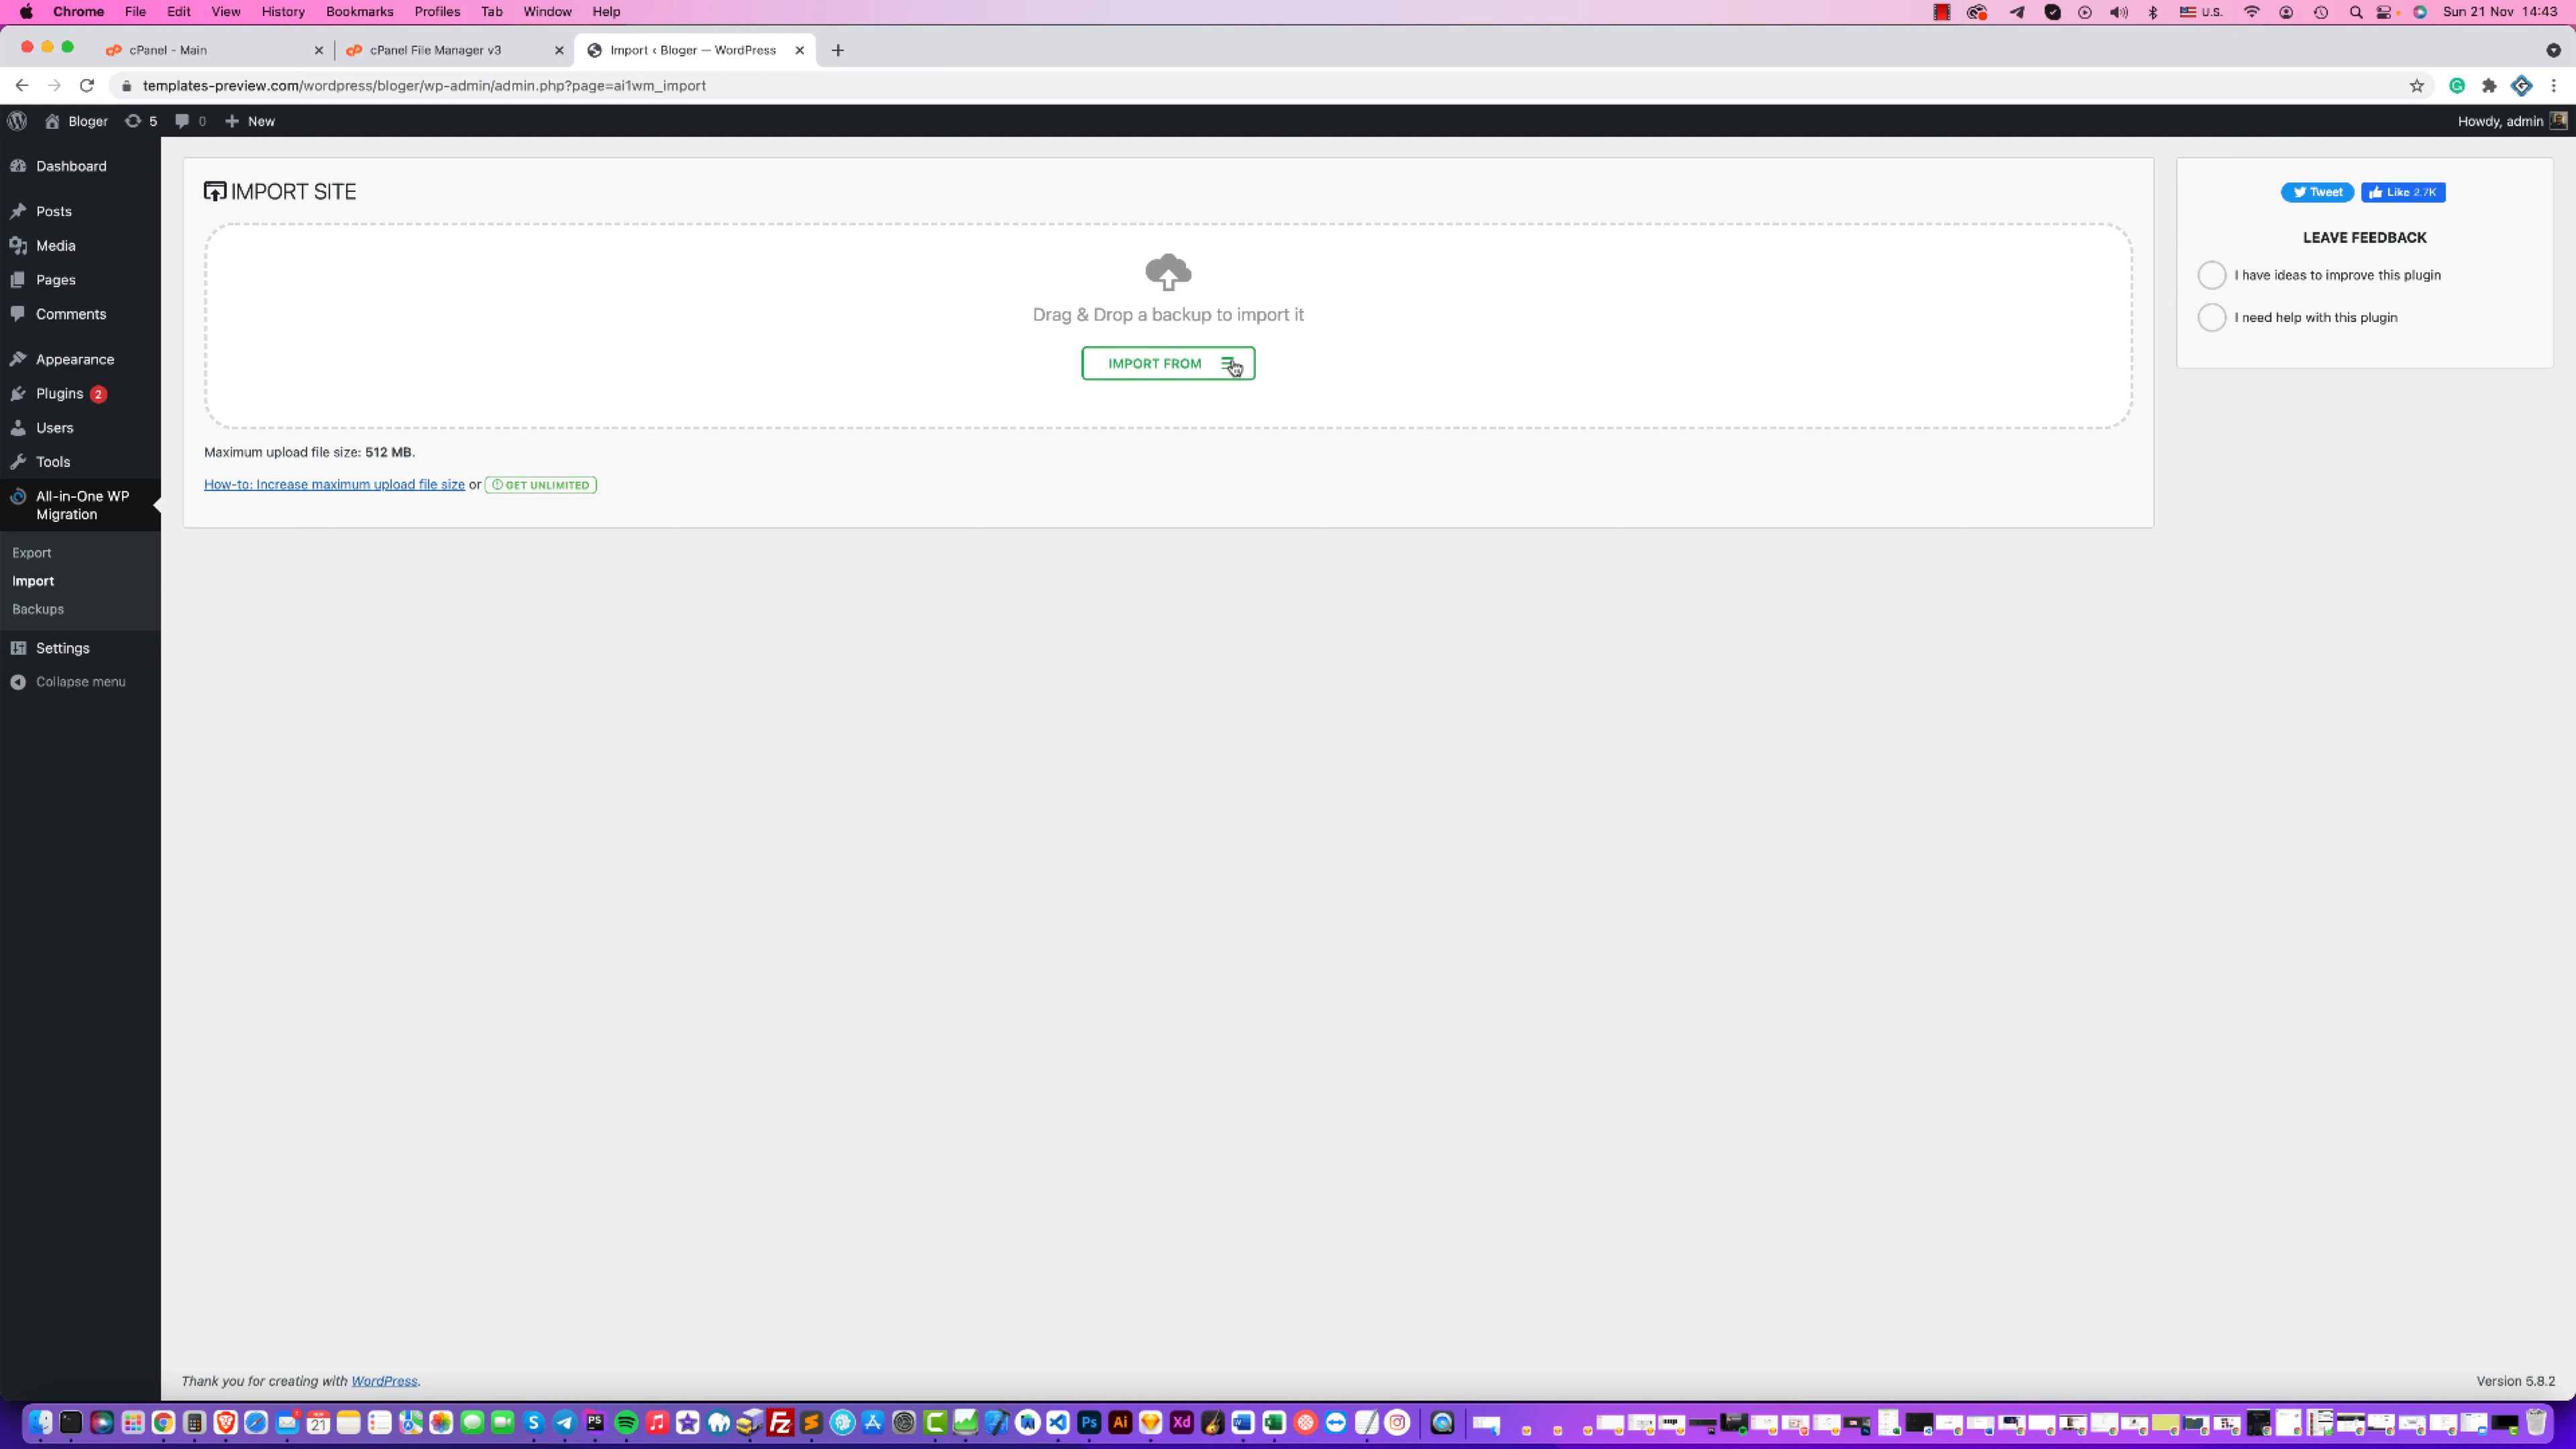 Chrome File Edit View History Bookmarks Profiles Tab Window Help U.S. Sun 21 Nov 14:43
cPanel - Main cPanel File Manager v3 Import ‹ Bloger — WordPress
templates-preview.com/wordpress/bloger/wp-admin/admin.php?page=ai1wm_import
Bloger 5 0 New Howdy, admin
Dashboard
Posts
Media
Pages
Comments
Appearance
Plugins 2
Users
Tools
All-in-One WP
Migration
Export
Import
Backups
Settings
Collapse menu
IMPORT SITE
Drag & Drop a backup to import it
IMPORT FROM
Maximum upload file size: 512 MB.
How-to: Increase maximum upload file size or GET UNLIMITED
Tweet Like 2.7K
LEAVE FEEDBACK
I have ideas to improve this plugin
I need help with this plugin
Thank you for creating with WordPress.
Version 5.8.2
21 S PS Fz Ps Ai Xd